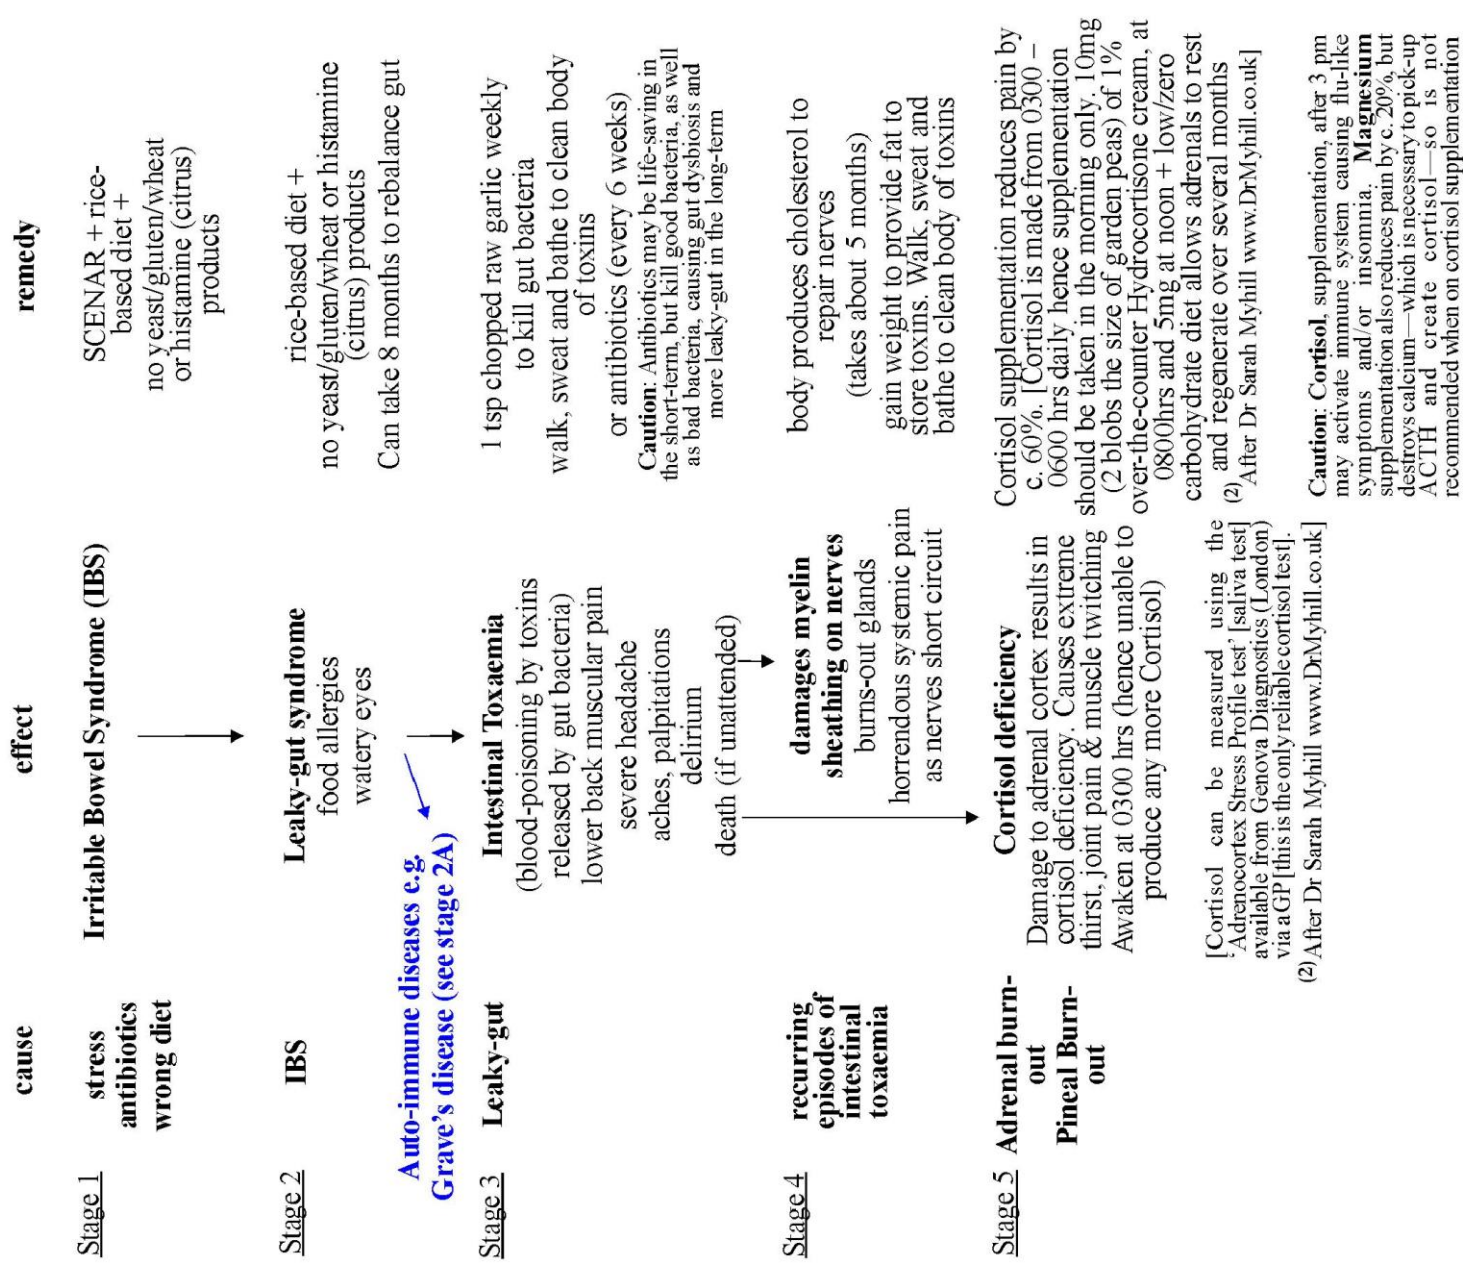 cause
effect
remedy
Stage 1
stress
antibiotics
wrong diet
Irritable Bowel Syndrome (IBS)
SCENAR + rice-
based diet +
no yeast/gluten/wheat
or histamine (citrus)
products
Stage 2
IBS
Leaky-gut syndrome
food allergies
watery eyes
rice-based diet +
no yeast/gluten/wheat or histamine
(citrus) products
Can take 8 months to rebalance gut
Auto-immune diseases e.g.
Grave's disease (see stage 2A)
Stage 3
Leaky-gut
Intestinal Toxaemia
(blood-poisoning by toxins
released by gut bacteria)
lower back muscular pain
severe headache
aches, palpitations
delirium
death (if unattended)
1 tsp chopped raw garlic weekly
to kill gut bacteria
walk, sweat and bathe to clean body
of toxins
or antibiotics (every 6 weeks)
Caution: Antibiotics may be life-saving in
the short-term, but kill good bacteria, as well
as bad bacteria, causing gut dysbiosis and
more leaky-gut in the long-term
Stage 4
recurring
episodes of
intestinal
toxaemia
damages myelin
sheathing on nerves
burns-out glands
horrendous systemic pain
as nerves short circuit
body produces cholesterol to
repair nerves
(takes about 5 months)
gain weight to provide fat to
store toxins. Walk, sweat and
bathe to clean body of toxins
Stage 5
Adrenal burn-
out
Pineal Burn-
out
Cortisol deficiency
Damage to adrenal cortex results in
cortisol deficiency. Causes extreme
thirst, joint pain & muscle twitching
Awaken at 0300 hrs (hence unable to
produce any more Cortisol)
[Cortisol can be measured using the
'Adrenocortex Stress Profile test' [saliva test]
available from Genova Diagnostics (London)
via a GP [this is the only reliable cortisol test].
(2) After Dr Sarah Myhill www.DrMyhill.co.uk]
Cortisol supplementation reduces pain by
c. 60%. [Cortisol is made from 0300 –
0600 hrs daily hence supplementation
should be taken in the morning only. 10mg
(2 blobs the size of garden peas) of 1%
over-the-counter Hydrocortisone cream, at
0800hrs and 5mg at noon + low/zero
carbohydrate diet allows adrenals to rest
and regenerate over several months
(2) After Dr Sarah Myhill www.DrMyhill.co.uk]
Caution: Cortisol, supplementation, after 3 pm
may activate immune system causing flu-like
symptoms and/or insomnia. Magnesium
supplementation also reduces pain by c. 20%, but
destroys calcium—which is necessary to pick-up
ACTH and create cortisol—so is not
recommended when on cortisol supplementation